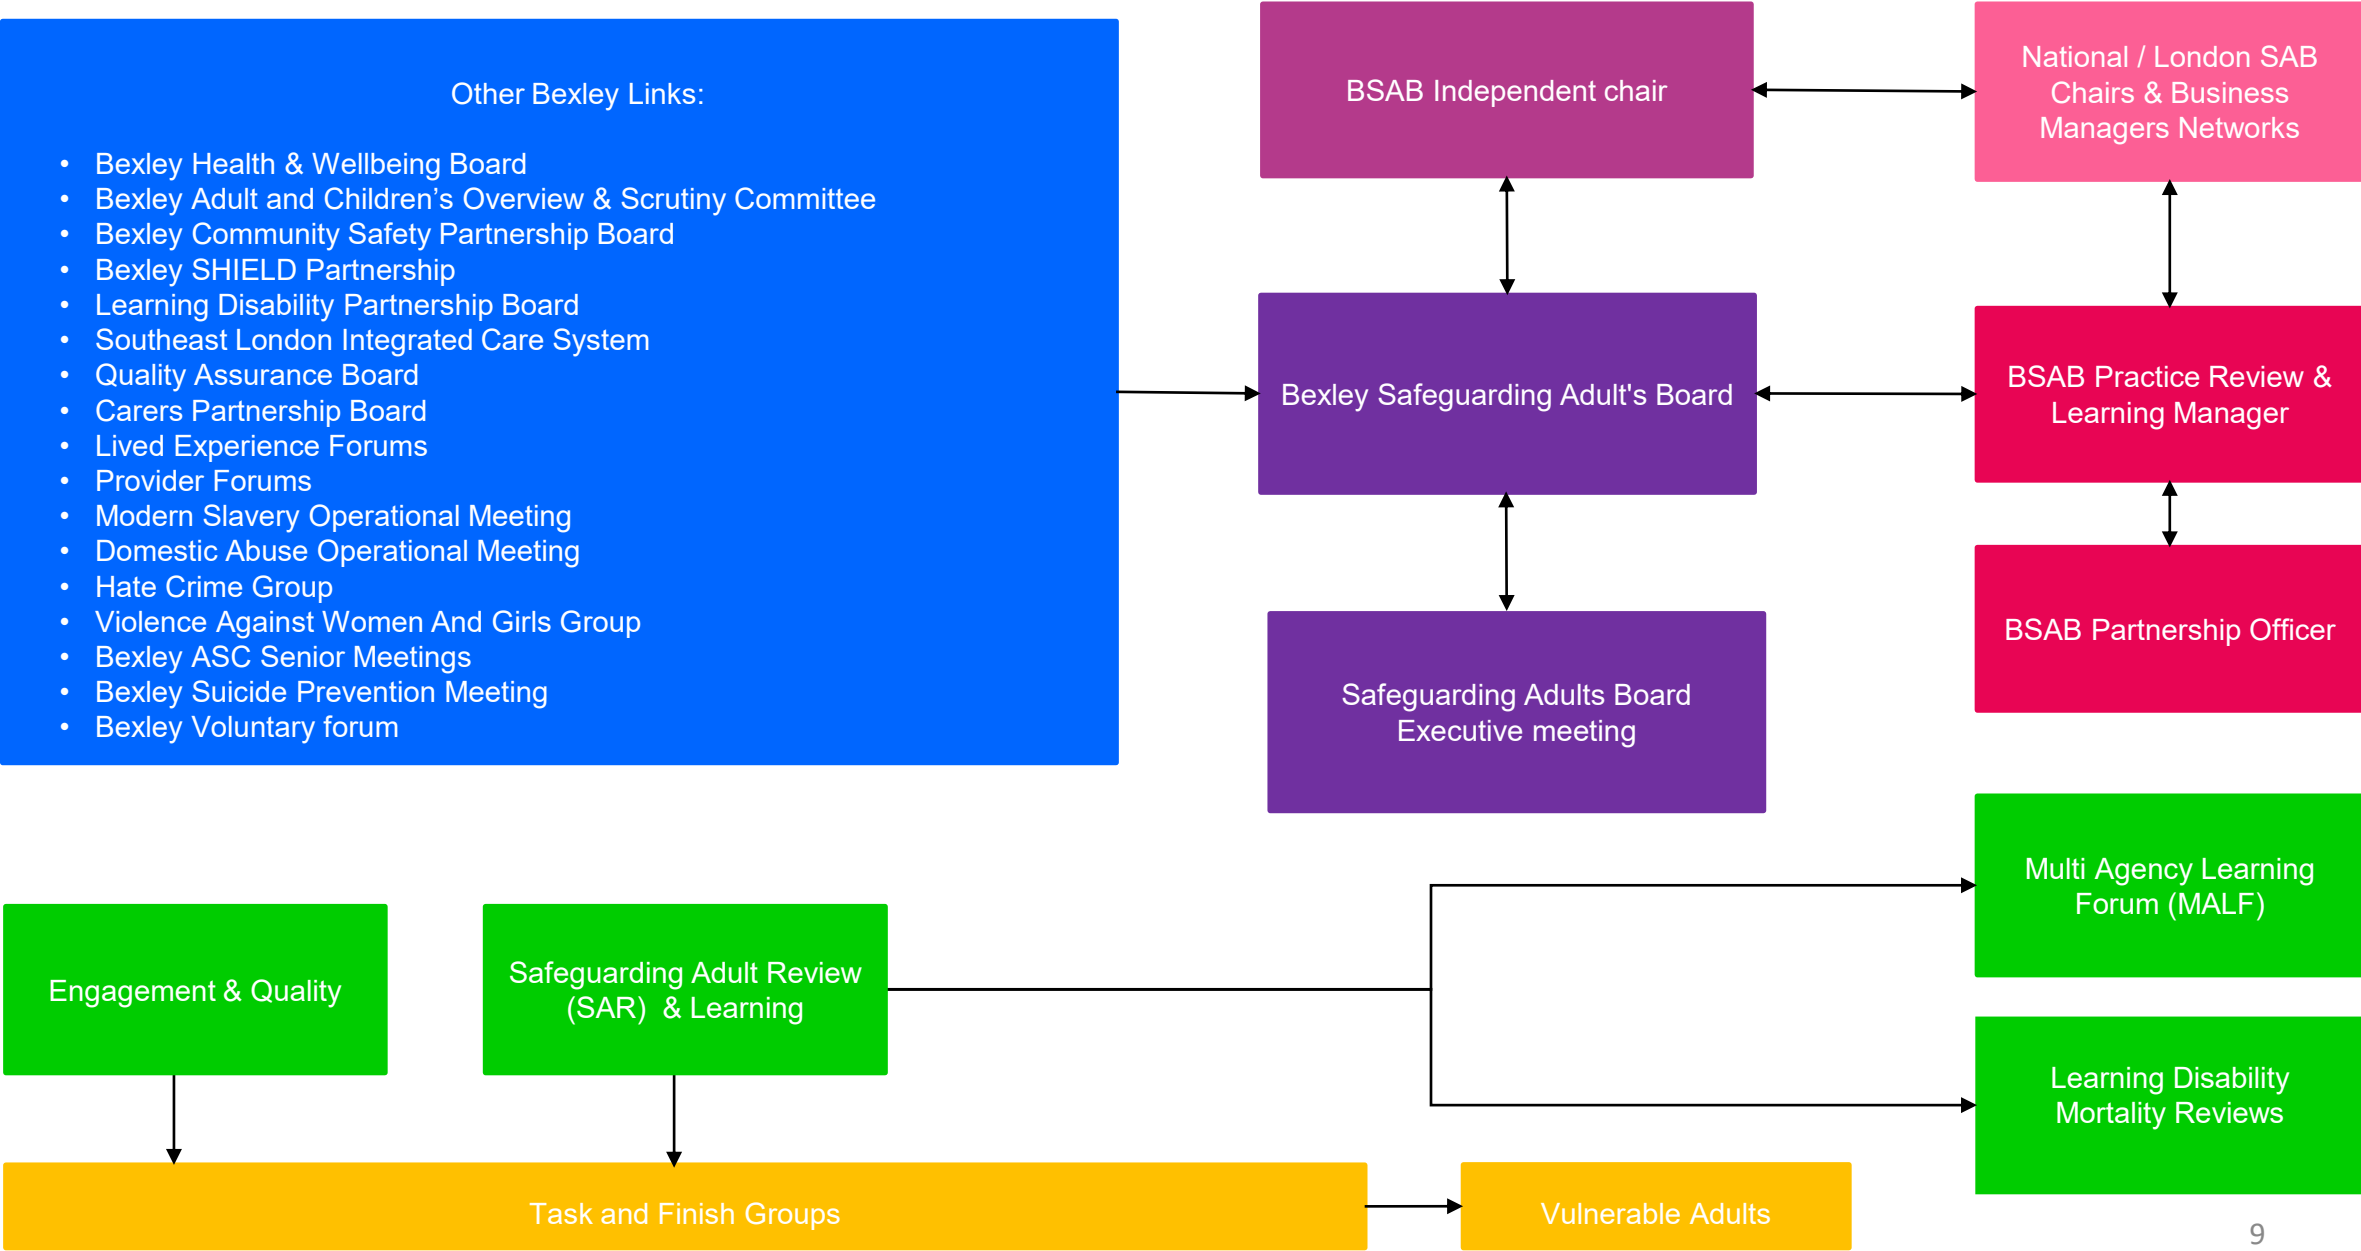 Other Bexley Links:
• Bexley Health & Wellbeing Board
• Bexley Adult and Children’s Overview & Scrutiny Committee
• Bexley Community Safety Partnership Board
• Bexley SHIELD Partnership
• Learning Disability Partnership Board
• Southeast London Integrated Care System
• Quality Assurance Board
• Carers Partnership Board
• Lived Experience Forums
• Provider Forums
• Modern Slavery Operational Meeting
• Domestic Abuse Operational Meeting
• Hate Crime Group
• Violence Against Women And Girls Group
• Bexley ASC Senior Meetings
• Bexley Suicide Prevention Meeting
• Bexley Voluntary forum
BSAB Independent chair
National / London SAB
Chairs & Business
Managers Networks
Bexley Safeguarding Adult's Board
BSAB Practice Review &
Learning Manager
Safeguarding Adults Board
Executive meeting
BSAB Partnership Officer
Multi Agency Learning
Forum (MALF)
Engagement & Quality
Safeguarding Adult Review
(SAR)  & Learning
Learning Disability
Mortality Reviews
Task and Finish Groups
Vulnerable Adults
9